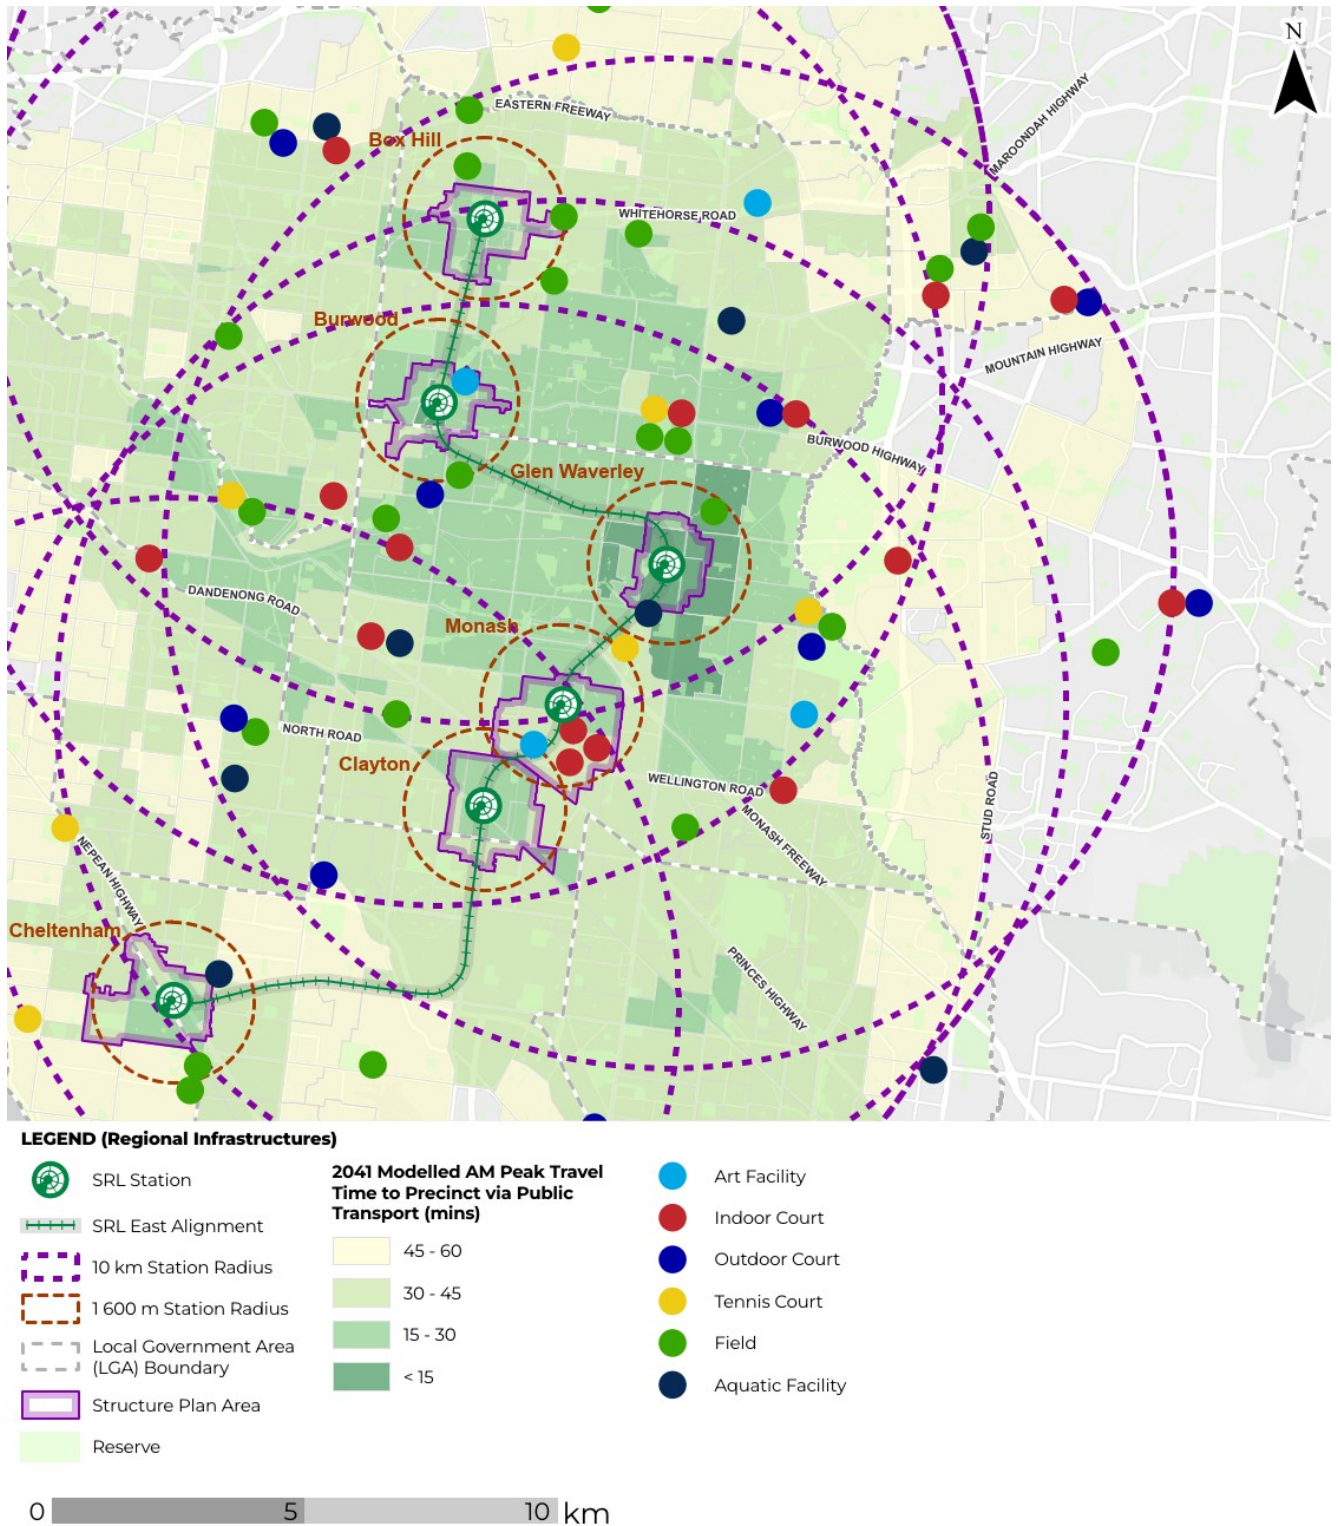 N
EASTERN FREEWAY
MAROONDAH HIGHWAY
Box Hill
WHITEHORSE ROAD
Burwood
MOUNTAIN HIGHWAY
BURWOOD HIGHWAY
Glen Waverley
DANDENONG ROAD
Monash
NORTH ROAD
Clayton
WELLINGTON ROAD
MONASH FREEWAY
STUD ROAD
NEPEAN HIGHWAY
Cheltenham
PRINCES HIGHWAY
LEGEND (Regional Infrastructures)
SRL Station
SRL East Alignment
10 km Station Radius
1 600 m Station Radius
Local Government Area
(LGA) Boundary
Structure Plan Area
Reserve
2041 Modelled AM Peak Travel
Time to Precinct via Public
Transport (mins)
45 - 60
30 - 45
15 - 30
< 15
Art Facility
Indoor Court
Outdoor Court
Tennis Court
Field
Aquatic Facility
0 5 10 km